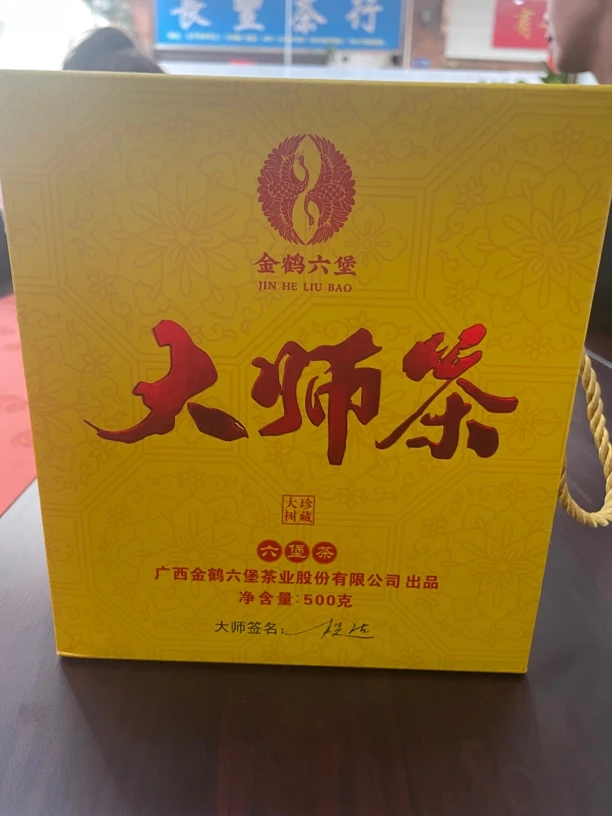 長豐茶行
金鹤六堡
JIN HE LIU BAO
大师茶
大珍
树藏
六堡茶
广西金鹤六堡茶业股份有限公司 出品
净含量:500克
大师签名: